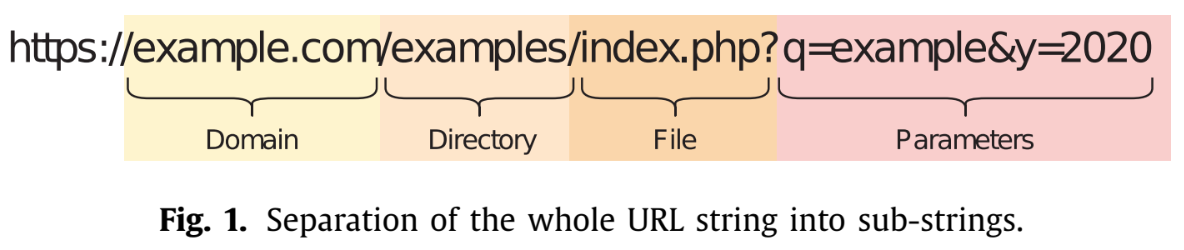 https://example.com/examples/index.php?q=example&y=2020
Domain Directory File Parameters
Fig. 1. Separation of the whole URL string into sub-strings.